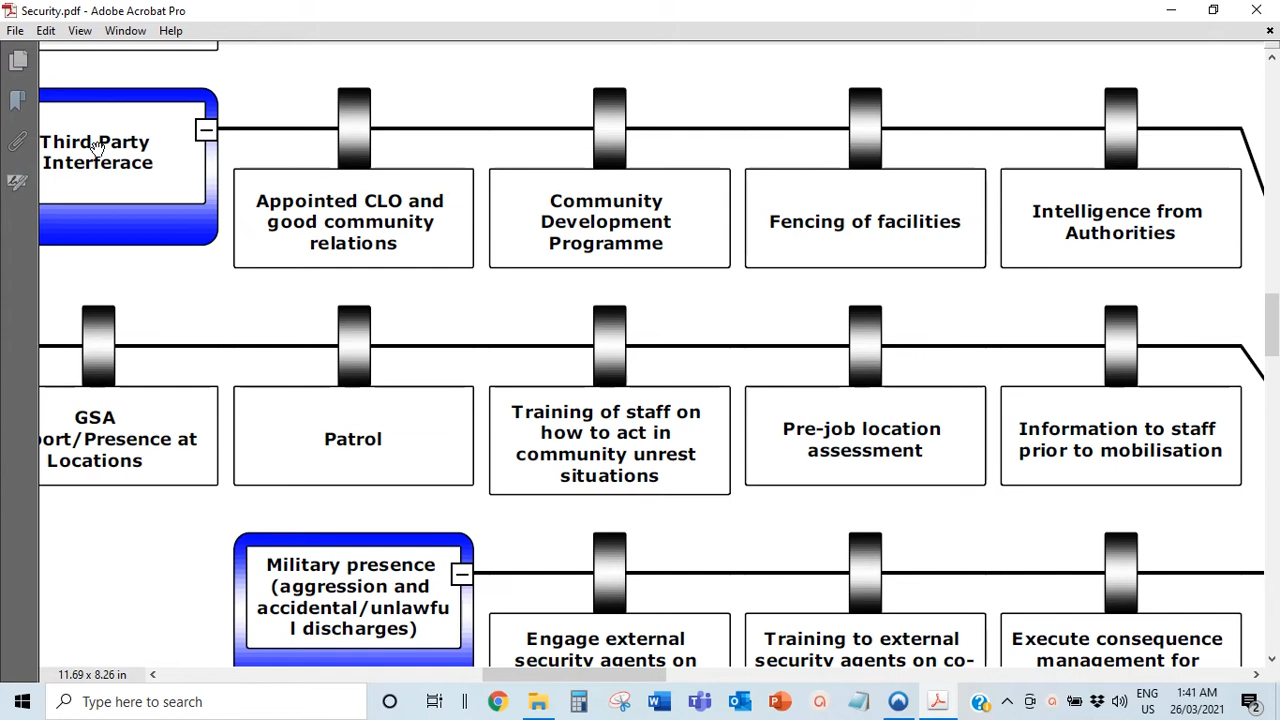 Security.pdf - Adobe Acrobat Pro
File Edit View Window Help
Third Party
Interferace
Appointed CLO and
good community
relations
Community
Development
Programme
Fencing of facilities
Intelligence from
Authorities
GSA
port/Presence at
Locations
Patrol
Training of staff on
how to act in
community unrest
situations
Pre-job location
assessment
Information to staff
prior to mobilisation
Military presence
(aggression and
accidental/unlawfu
l discharges)
Engage external
security agents on
Training to external
security agents on co-
Execute consequence
management for
11.69 x 8.26 in
Type here to search
ENG
US
1:41 AM
26/03/2021
2